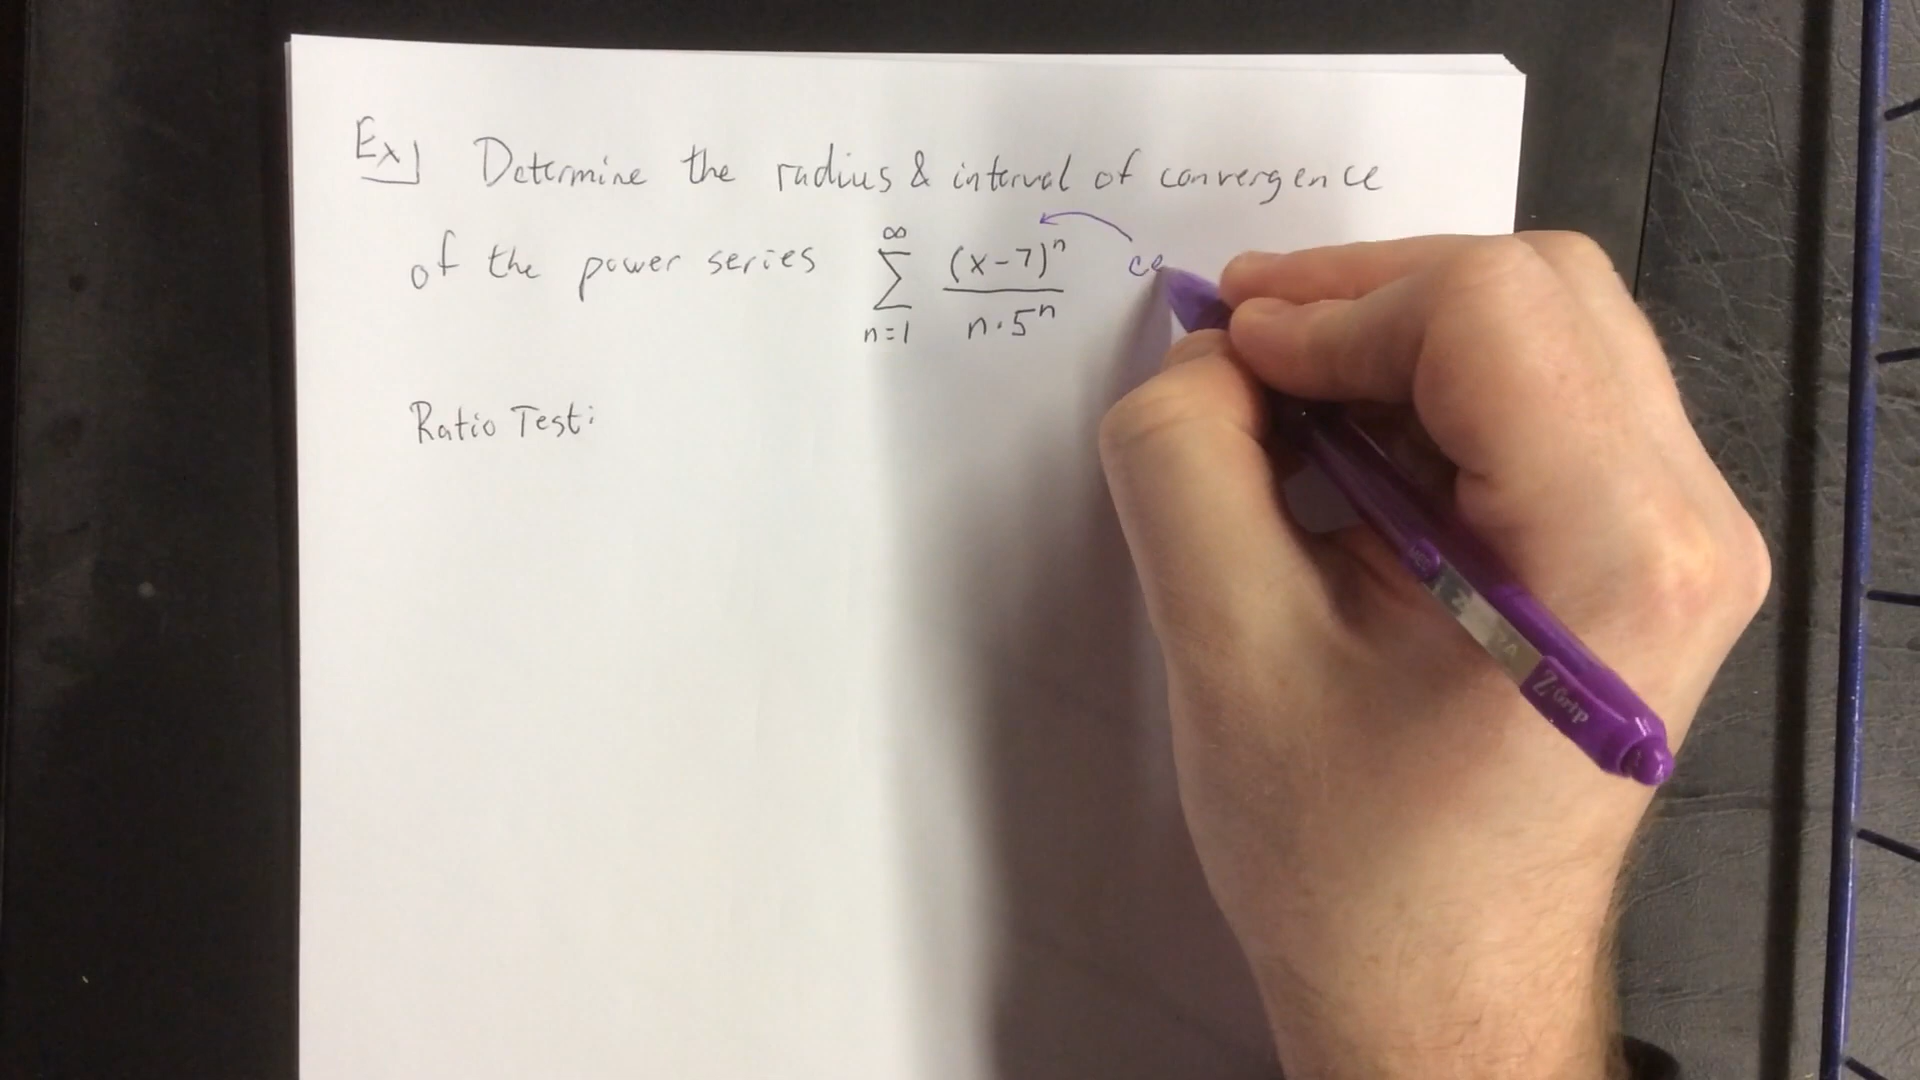 Ex] Determine the radius & interval of convergence
of the power series ∞ Σ n=1 (x-7)^n / n·5^n ce
Ratio Test:
Z Grip